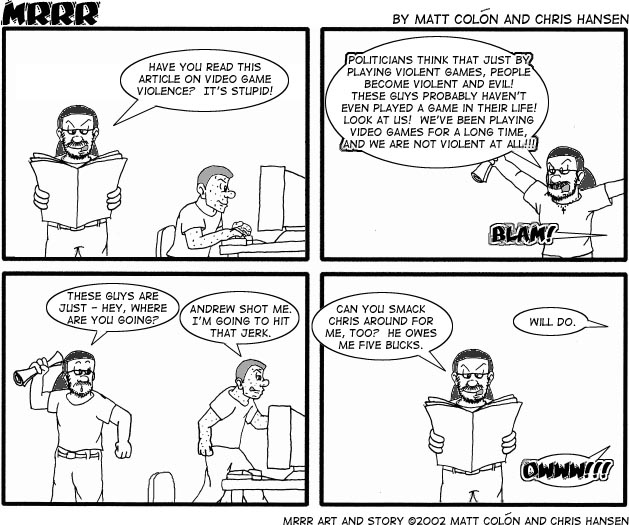 MRRR
BY MATT COLÓN AND CHRIS HANSEN
HAVE YOU READ THIS
ARTICLE ON VIDEO GAME
VIOLENCE? IT'S STUPID!
POLITICIANS THINK THAT JUST BY
PLAYING VIOLENT GAMES, PEOPLE
BECOME VIOLENT AND EVIL!
THESE GUYS PROBABLY HAVEN'T
EVEN PLAYED A GAME IN THEIR LIFE!
LOOK AT US! WE'VE BEEN PLAYING
VIDEO GAMES FOR A LONG TIME,
AND WE ARE NOT VIOLENT AT ALL!!!
BLAM!
THESE GUYS ARE
JUST - HEY, WHERE
ARE YOU GOING?
ANDREW SHOT ME.
I'M GOING TO HIT
THAT JERK.
CAN YOU SMACK
CHRIS AROUND FOR
ME, TOO? HE OWES
ME FIVE BUCKS.
WILL DO.
OWWW!!!
MRRR ART AND STORY ©2002 MATT COLÓN AND CHRIS HANSEN